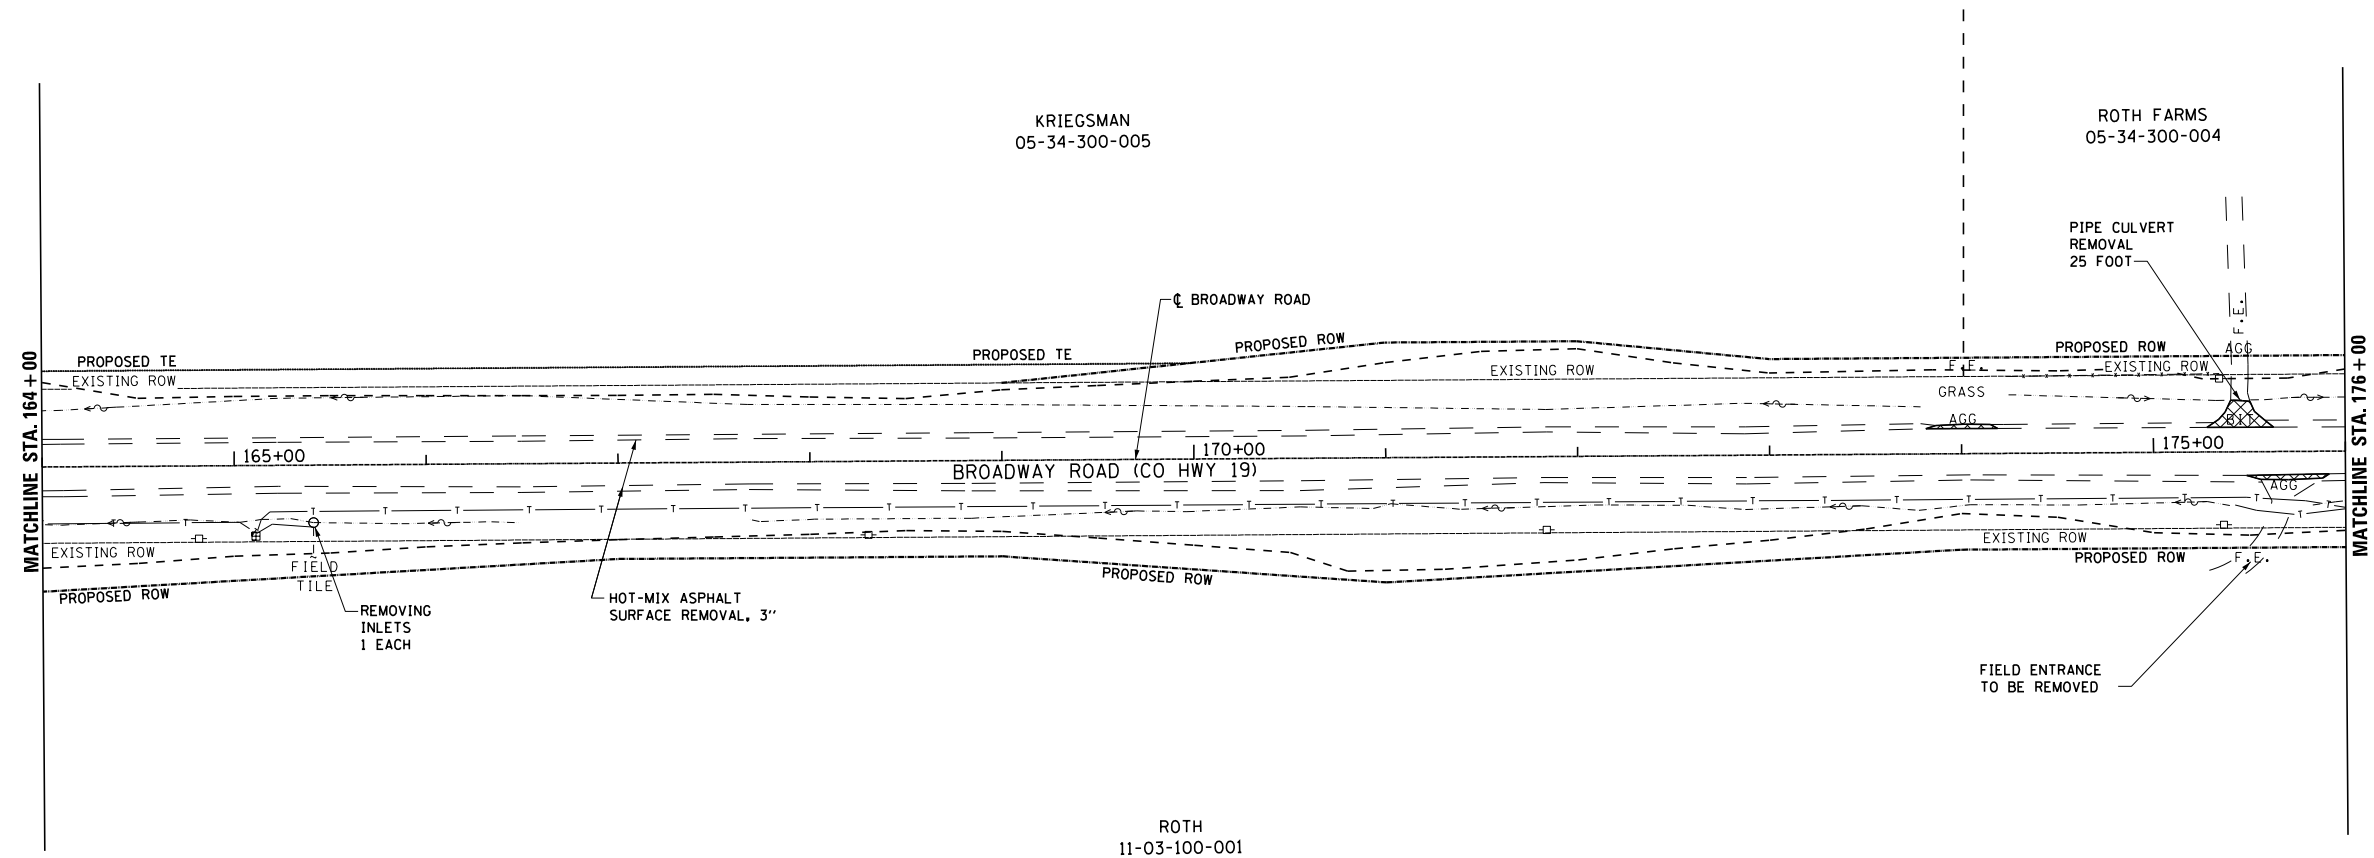 KRIEGSMAN
05-34-300-005
ROTH FARMS
05-34-300-004
PIPE CULVERT
REMOVAL
25 FOOT
℄ BROADWAY ROAD
F.E.
AGG
PROPOSED TE
PROPOSED TE
PROPOSED ROW
PROPOSED ROW
EXISTING ROW
EXISTING ROW
F.E.
EXISTING ROW
GRASS
AGG
BIT
MATCHLINE STA. 164+00
165+00
170+00
175+00
MATCHLINE STA. 176+00
BROADWAY ROAD (CO HWY 19)
AGG
T T T T T T T T T T T T T T T T T T T T T T T T T T T T T T T
EXISTING ROW
EXISTING ROW
FIELD
TILE
PROPOSED ROW
PROPOSED ROW
PROPOSED ROW
F.E.
REMOVING
INLETS
1 EACH
HOT-MIX ASPHALT
SURFACE REMOVAL, 3"
FIELD ENTRANCE
TO BE REMOVED
ROTH
11-03-100-001